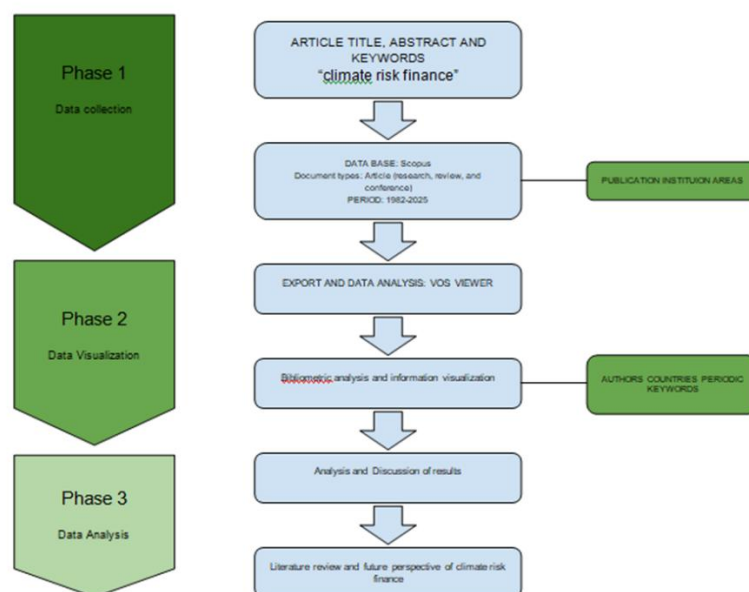 Phase 1
Data collection
ARTICLE TITLE, ABSTRACT AND
KEYWORDS
“climate risk finance”
DATA BASE: Scopus
Document types: Article (research, review, and
conference)
PERIOD: 1982-2025
PUBLICATION INSTITUION AREAS
Phase 2
Data Visualization
EXPORT AND DATA ANALYSIS: VOS VIEWER
Bibliometric analysis and information visualization
AUTHORS COUNTRIES PERIODIC
KEYWORDS
Phase 3
Data Analysis
Analysis and Discussion of results
Literature review and future perspective of climate risk
finance